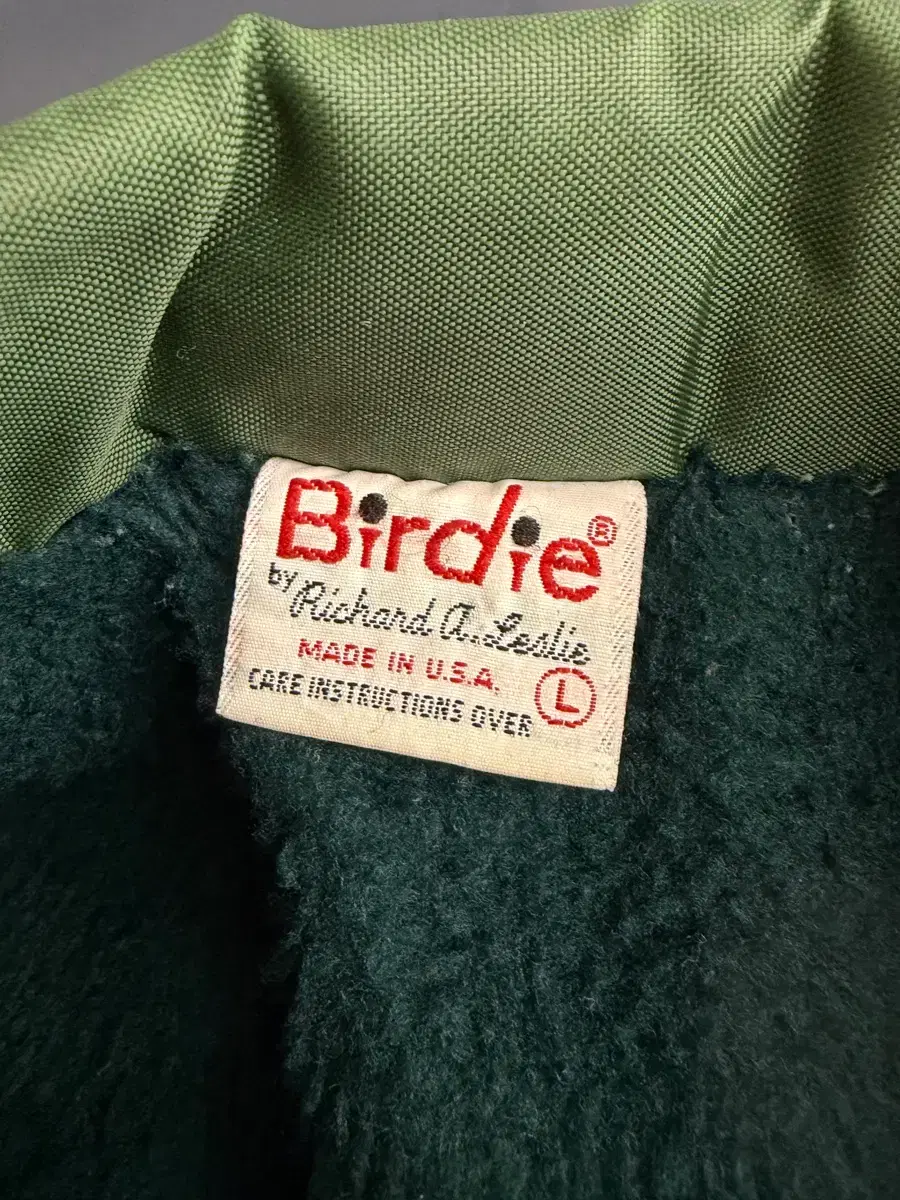 Birdie®
by Richard A. Leslie
MADE IN U.S.A.
CARE INSTRUCTIONS OVER
L